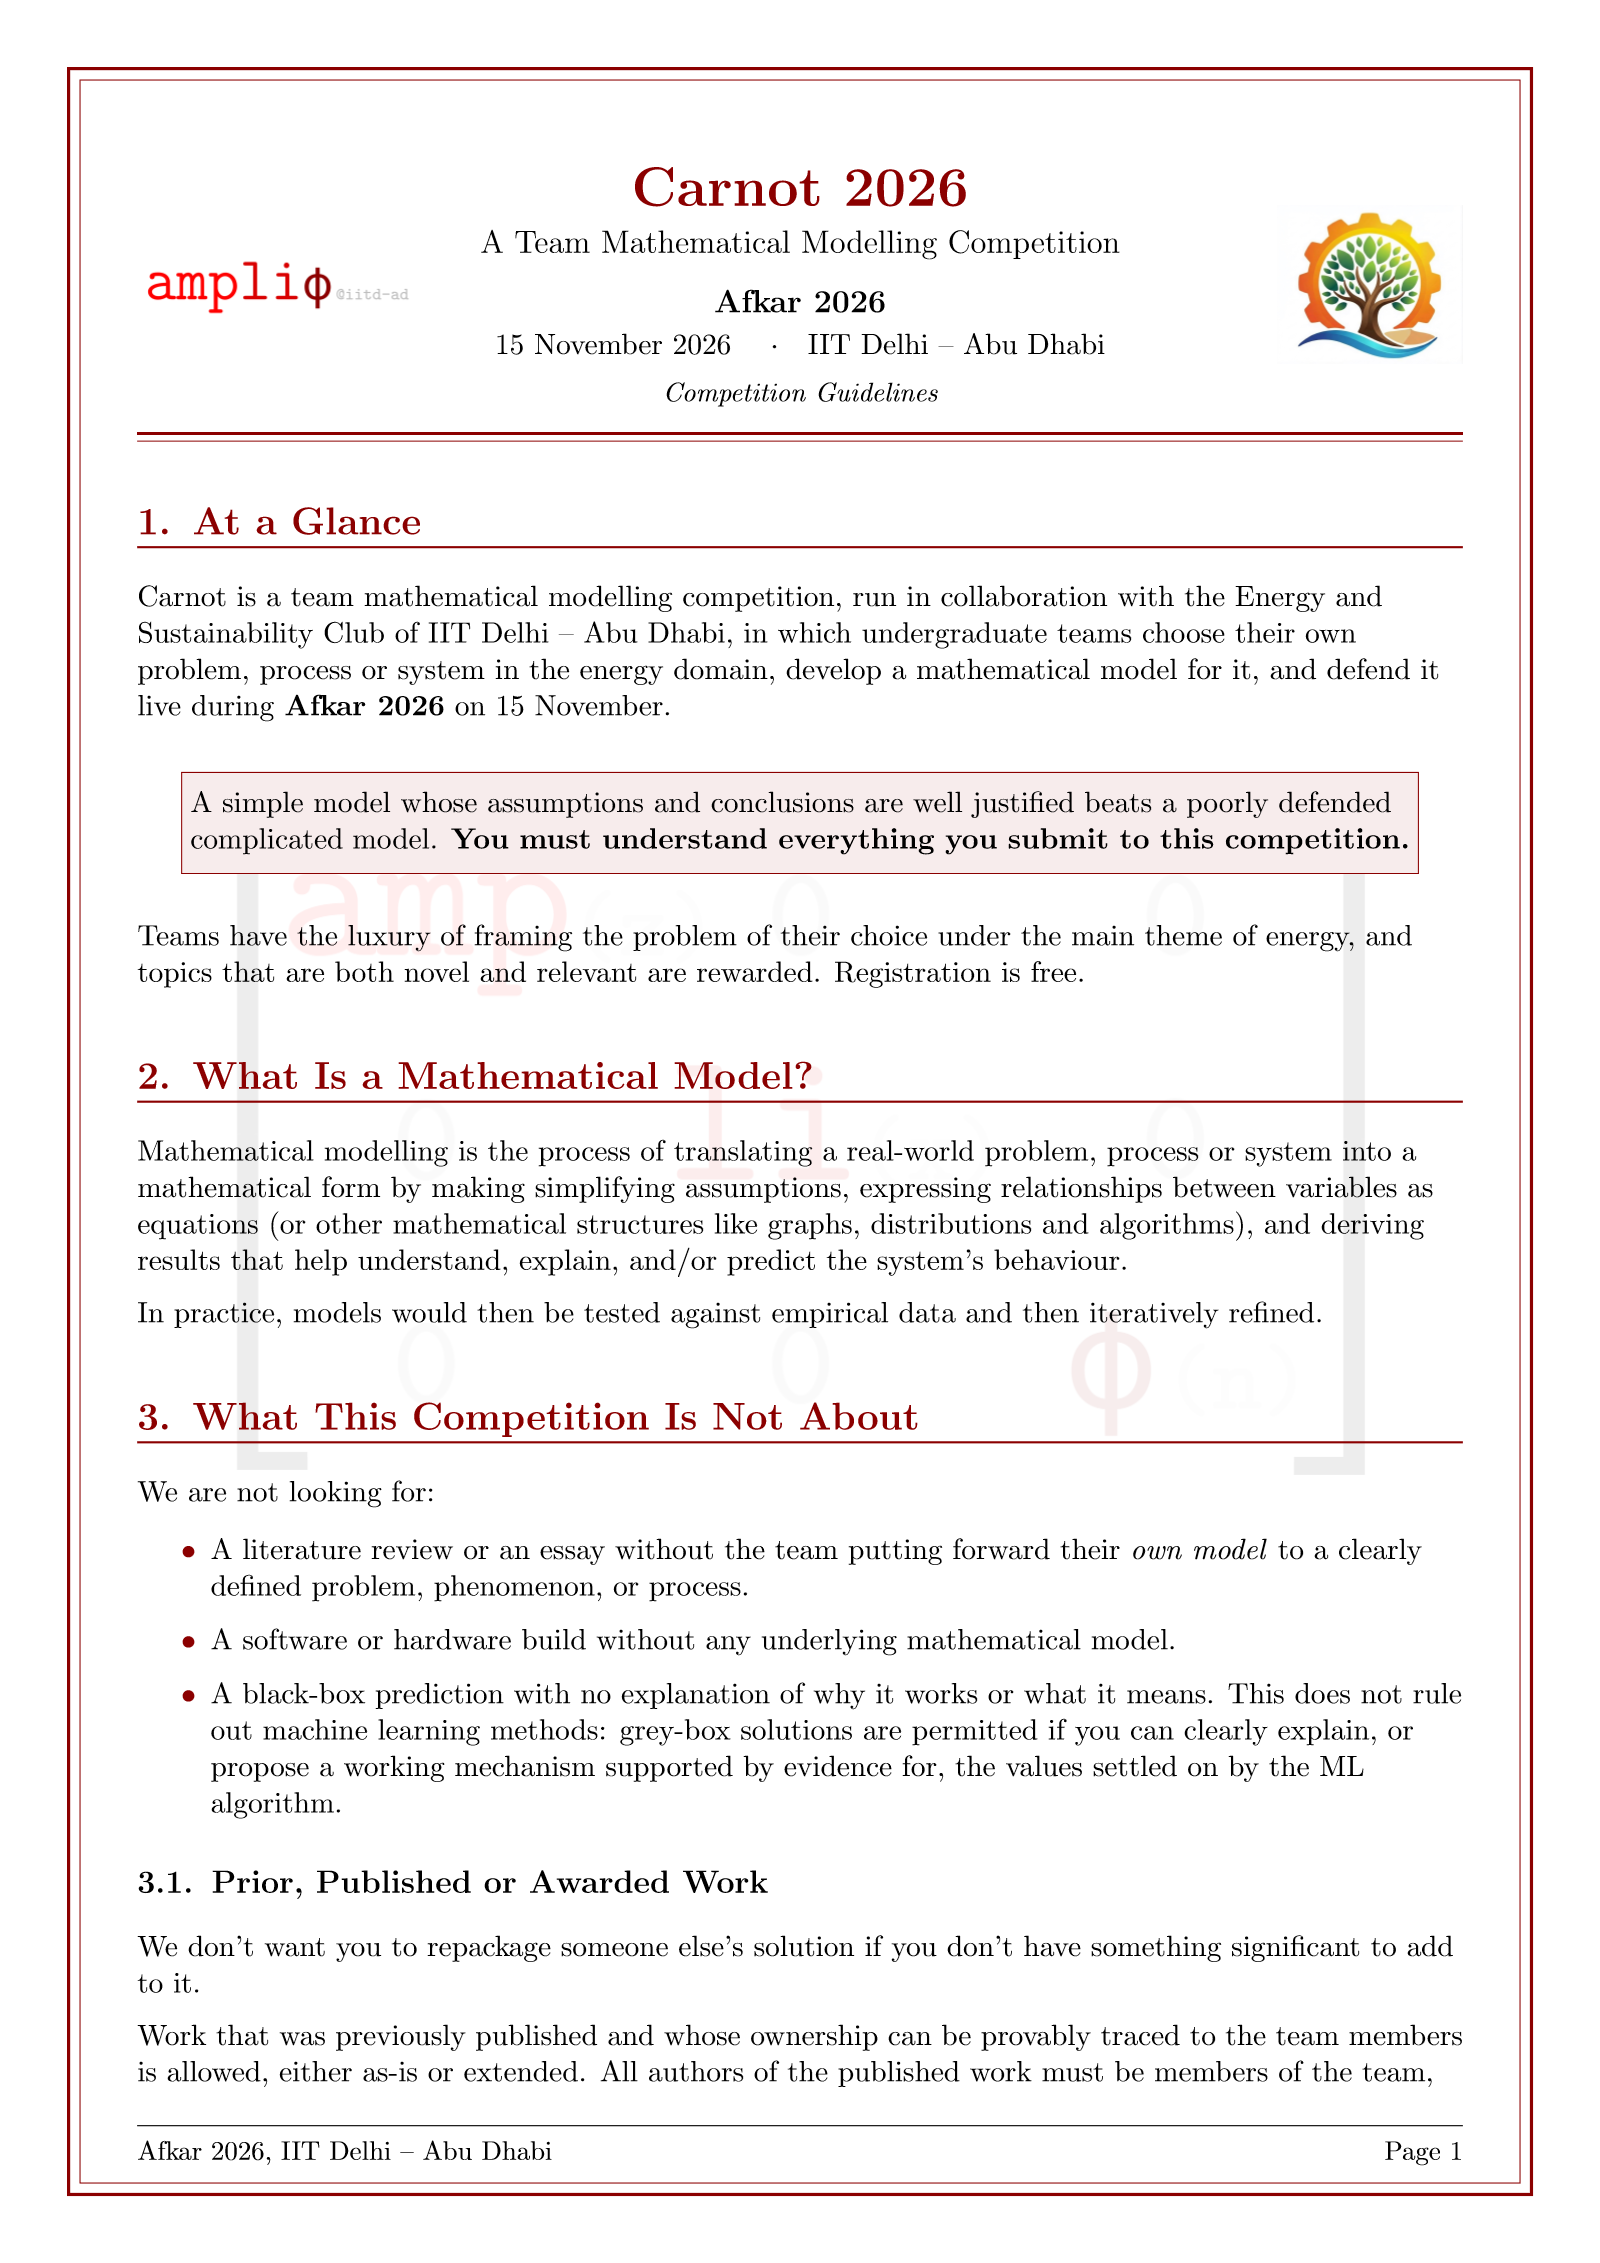 Carnot 2026
A Team Mathematical Modelling Competition
ampliϕ @iitd-ad
Afkar 2026
15 November 2026 · IIT Delhi – Abu Dhabi
Competition Guidelines
1. At a Glance
Carnot is a team mathematical modelling competition, run in collaboration with the Energy and
Sustainability Club of IIT Delhi – Abu Dhabi, in which undergraduate teams choose their own
problem, process or system in the energy domain, develop a mathematical model for it, and defend it
live during Afkar 2026 on 15 November.
A simple model whose assumptions and conclusions are well justified beats a poorly defended
complicated model. You must understand everything you submit to this competition.
Teams have the luxury of framing the problem of their choice under the main theme of energy, and
topics that are both novel and relevant are rewarded. Registration is free.
2. What Is a Mathematical Model?
Mathematical modelling is the process of translating a real-world problem, process or system into a
mathematical form by making simplifying assumptions, expressing relationships between variables as
equations (or other mathematical structures like graphs, distributions and algorithms), and deriving
results that help understand, explain, and/or predict the system's behaviour.
In practice, models would then be tested against empirical data and then iteratively refined.
3. What This Competition Is Not About
We are not looking for:
• A literature review or an essay without the team putting forward their own model to a clearly
defined problem, phenomenon, or process.
• A software or hardware build without any underlying mathematical model.
• A black-box prediction with no explanation of why it works or what it means. This does not rule
out machine learning methods: grey-box solutions are permitted if you can clearly explain, or
propose a working mechanism supported by evidence for, the values settled on by the ML
algorithm.
3.1. Prior, Published or Awarded Work
We don't want you to repackage someone else's solution if you don't have something significant to add
to it.
Work that was previously published and whose ownership can be provably traced to the team members
is allowed, either as-is or extended. All authors of the published work must be members of the team,
Afkar 2026, IIT Delhi – Abu Dhabi
Page 1